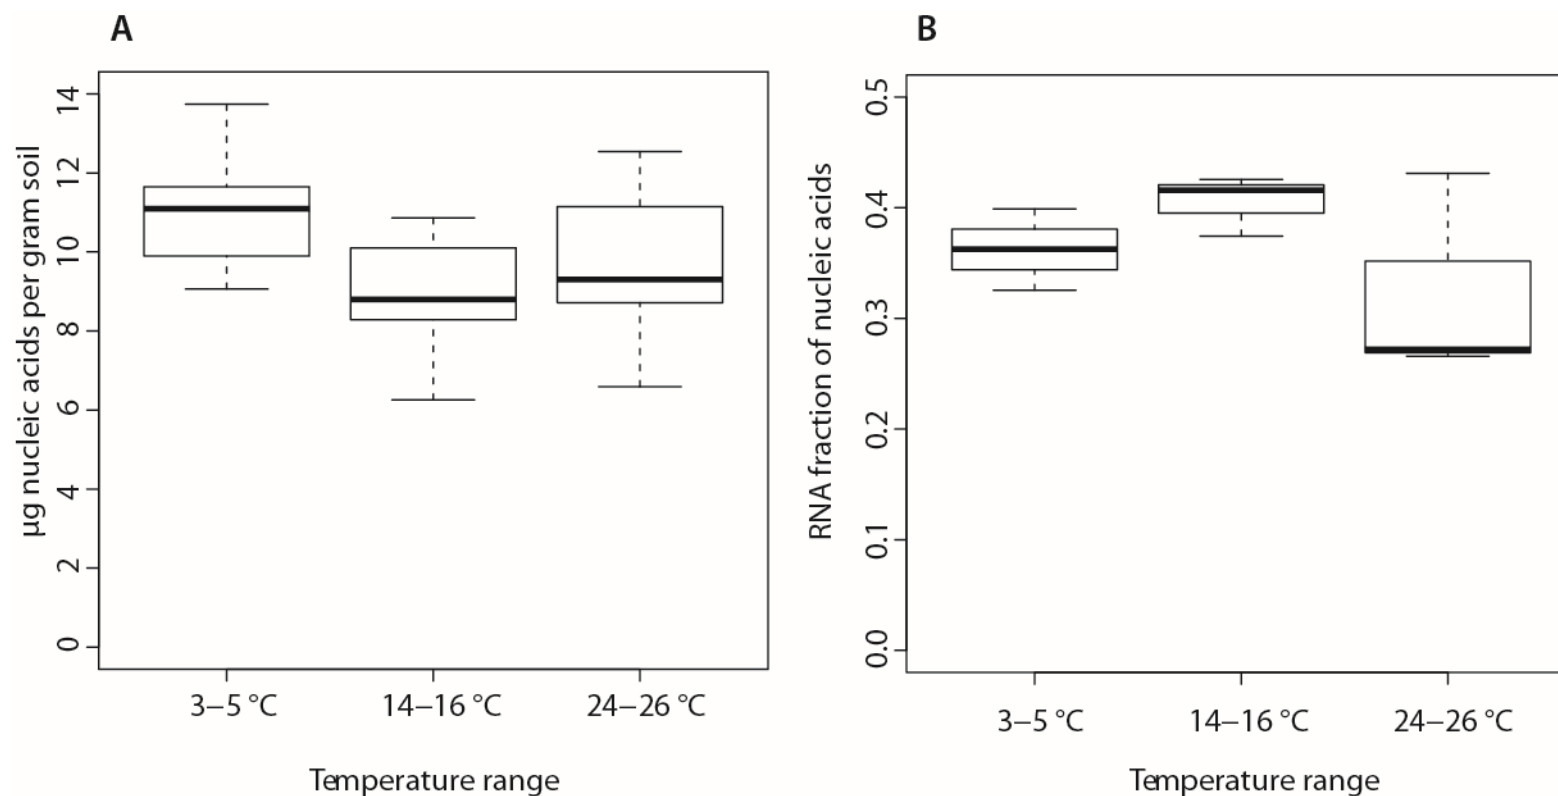 A
µg nucleic acids per gram soil
14
12
10
8
6
4
2
0
3–5 °C
14–16 °C
24–26 °C
Temperature range
B
RNA fraction of nucleic acids
0.5
0.4
0.3
0.2
0.1
0.0
3–5 °C
14–16 °C
24–26 °C
Temperature range